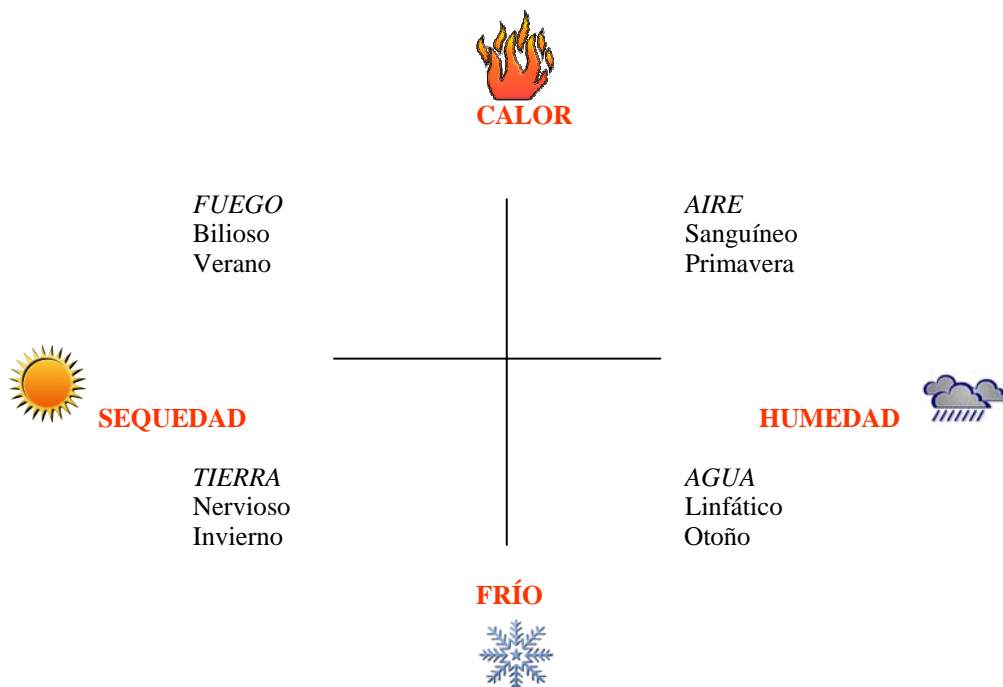 CALOR
FUEGO
Bilioso
Verano
AIRE
Sanguíneo
Primavera
SEQUEDAD
HUMEDAD
TIERRA
Nervioso
Invierno
AGUA
Linfático
Otoño
FRÍO